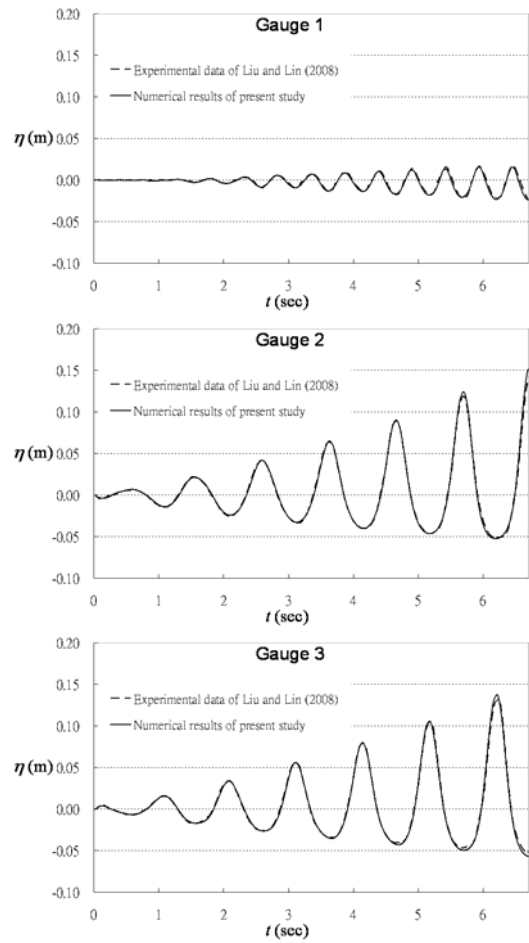 Gauge 1
0.20
0.15
0.10
0.05
0.00
-0.05
-0.10
η (m)
Experimental data of Liu and Lin (2008)
Numerical results of present study
0 1 2 3 4 5 6
t (sec)
Gauge 2
0.20
0.15
0.10
0.05
0.00
-0.05
-0.10
η (m)
Experimental data of Liu and Lin (2008)
Numerical results of present study
0 1 2 3 4 5 6
t (sec)
Gauge 3
0.20
0.15
0.10
0.05
0.00
-0.05
-0.10
η (m)
Experimental data of Liu and Lin (2008)
Numerical results of present study
0 1 2 3 4 5 6
t (sec)